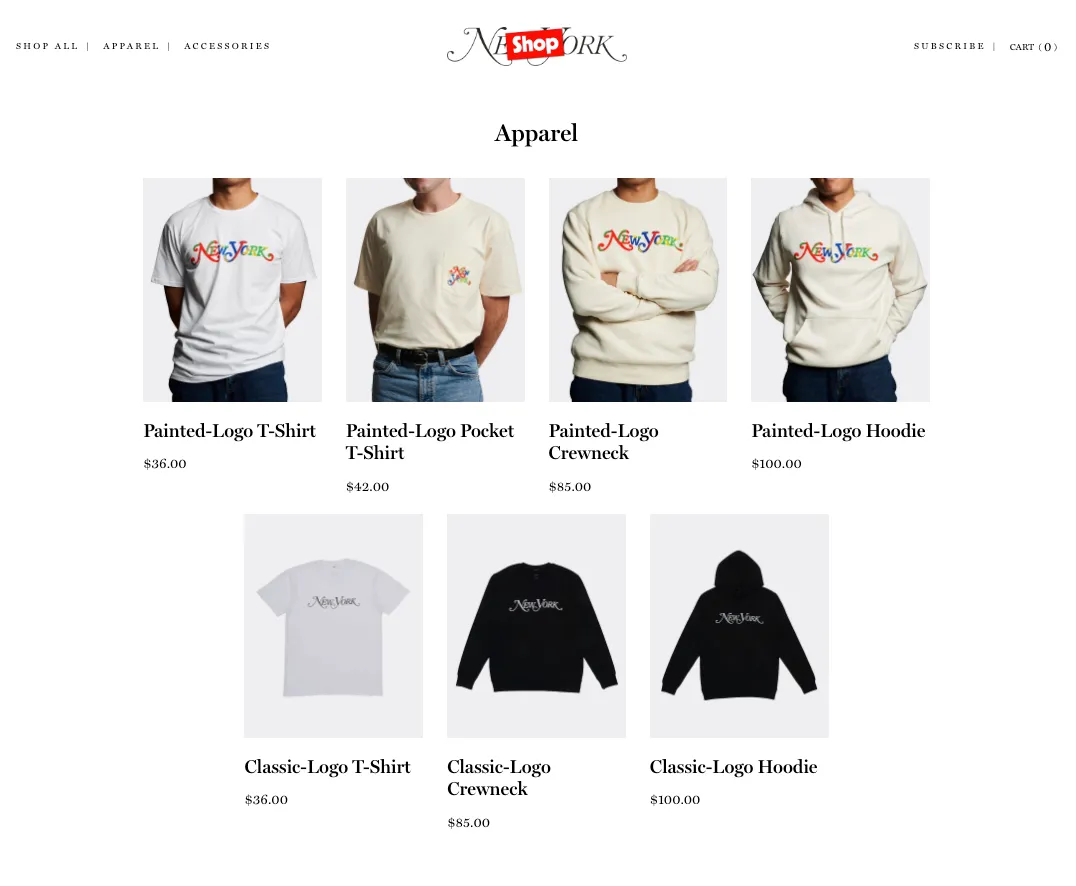 SHOP ALL | APPAREL | ACCESSORIES
NEW YORK
Shop
SUBSCRIBE | CART (0)
Apparel
NEW YORK
NEW YORK
NEW YORK
NEW YORK
Painted-Logo T-Shirt
$36.00
Painted-Logo Pocket
T-Shirt
$42.00
Painted-Logo
Crewneck
$85.00
Painted-Logo Hoodie
$100.00
NEW YORK
NEW YORK
NEW YORK
Classic-Logo T-Shirt
$36.00
Classic-Logo
Crewneck
$85.00
Classic-Logo Hoodie
$100.00